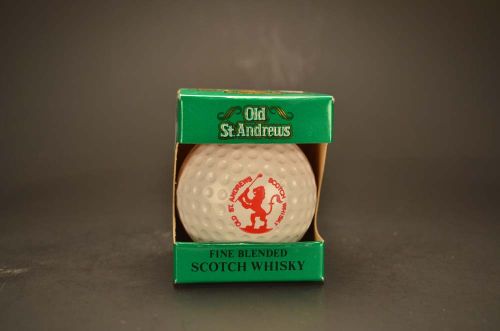 Old
St. Andrews
OLD ST. ANDREWS SCOTCH WHISKY
FINE BLENDED
SCOTCH WHISKY